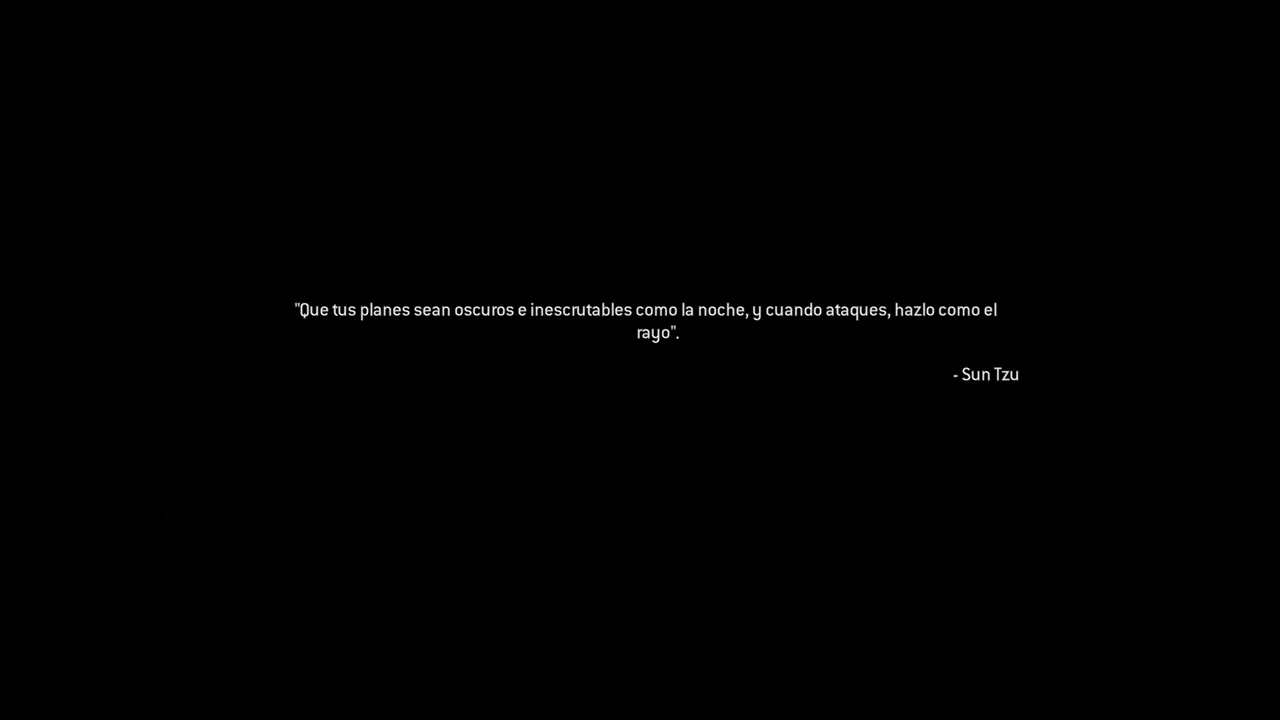 "Que tus planes sean oscuros e inescrutables como la noche, y cuando ataques, hazlo como el
rayo".
- Sun Tzu